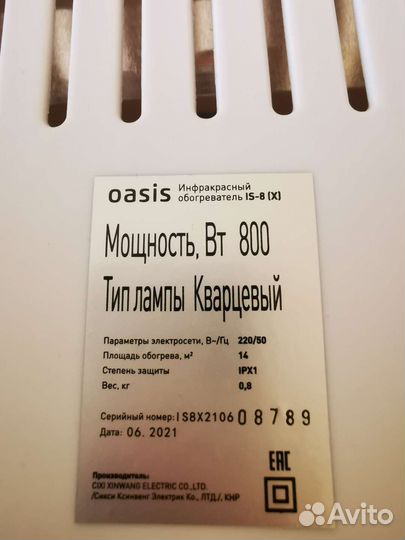 oasis Инфракрасный
обогреватель IS-8 (X)
Мощность, Вт 800
Тип лампы Кварцевый
Параметры электросети, В~/Гц 220/50
Площадь обогрева, м² 14
Степень защиты IPX1
Вес, кг 0,8
Серийный номер: IS8X210608789
Дата: 06.2021
Производитель:
CIXI XINWANG ELECTRIC CO.,LTD.
/Сикси Ксинвенг Электрик Ко., ЛТД./, КНР
EAC
Avito